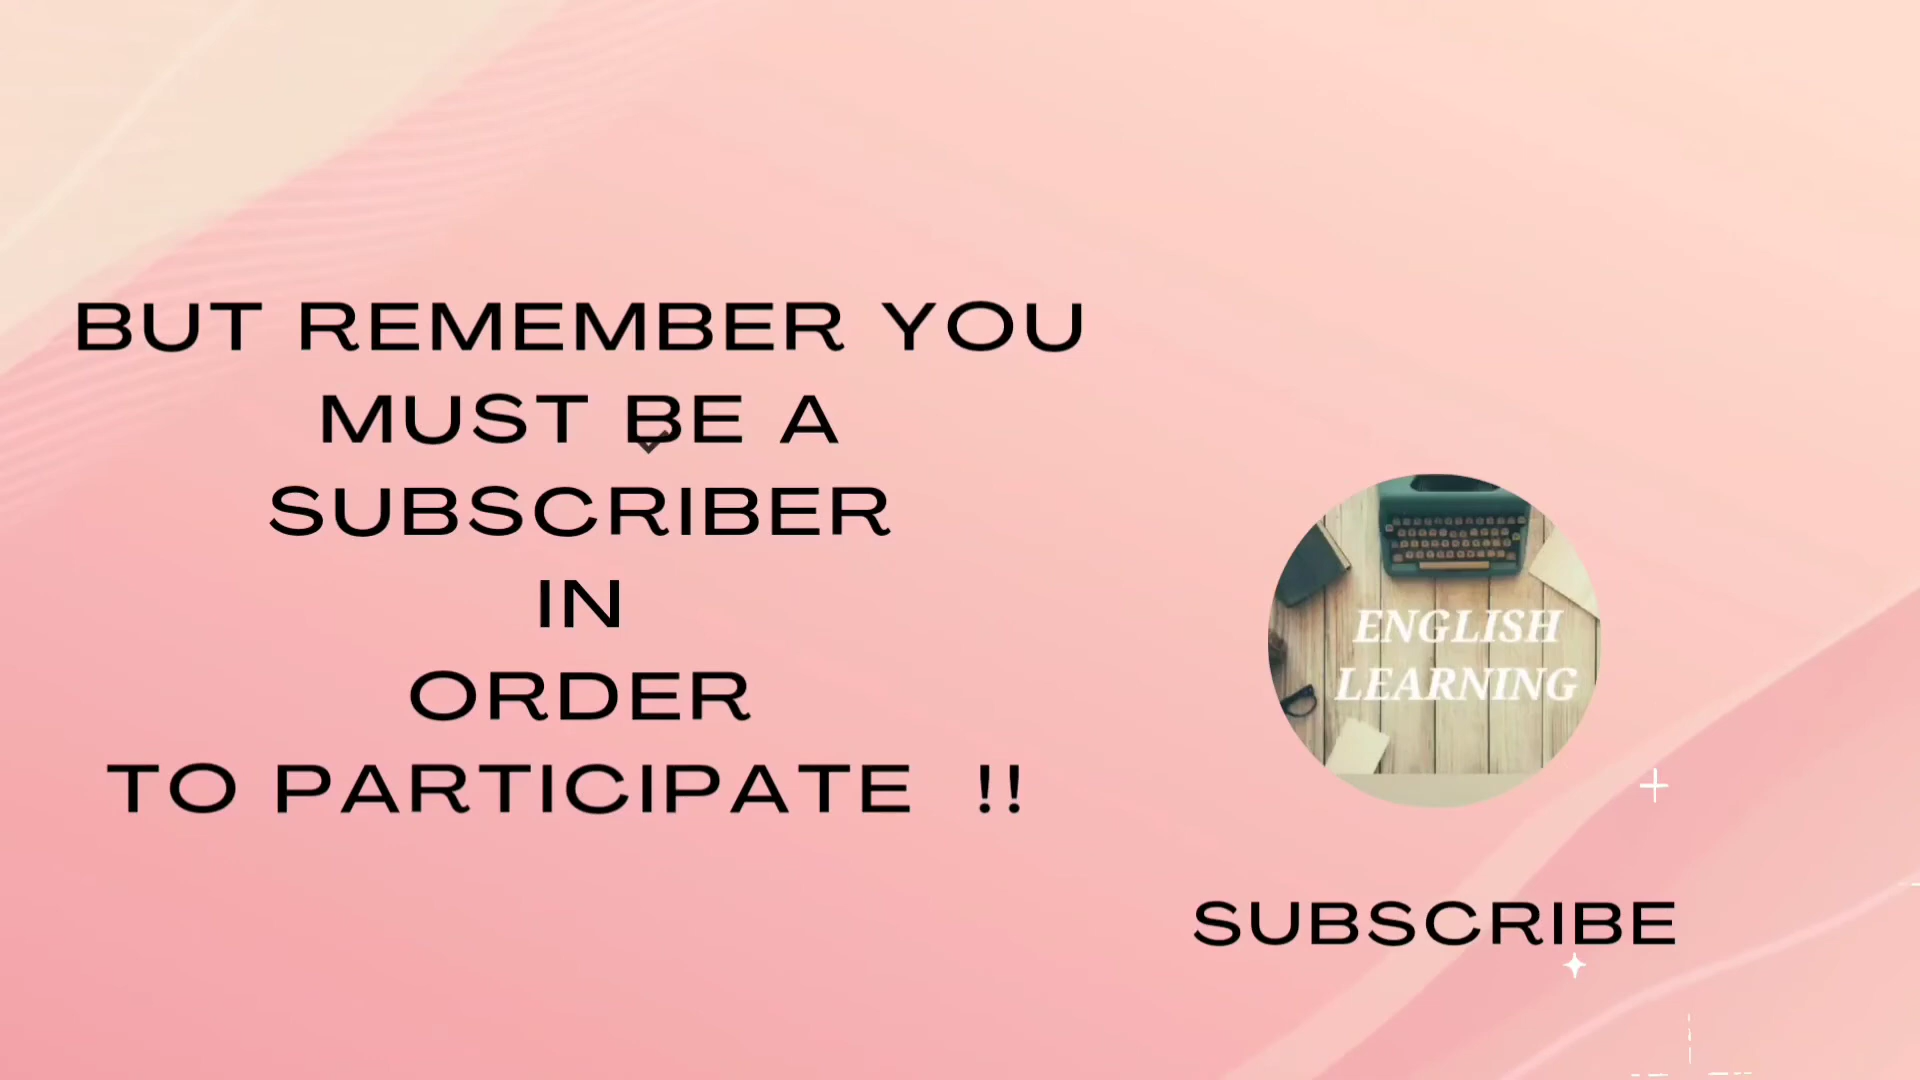 BUT REMEMBER YOU
MUST BE A
SUBSCRIBER
IN
ORDER
TO PARTICIPATE !!
ENGLISH
LEARNING
SUBSCRIBE